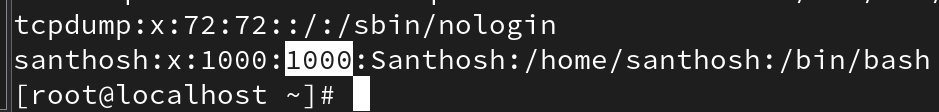 tcpdump:x:72:72::/:/sbin/nologin
santhosh:x:1000:1000:Santhosh:/home/santhosh:/bin/bash
[root@localhost ~]#